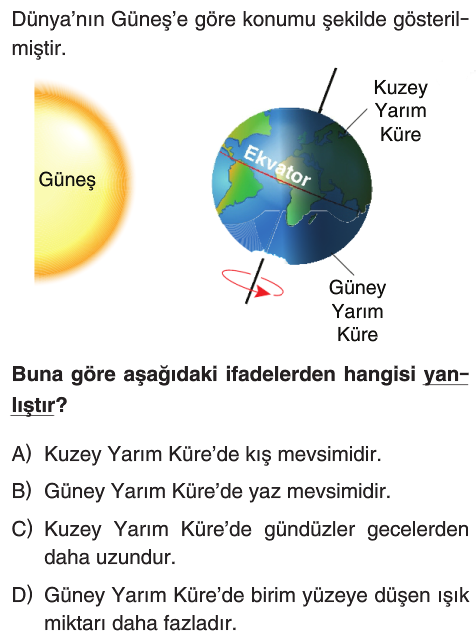 Dünya’nın Güneş’e göre konumu şekilde gösteril-
miştir.
Kuzey
Yarım
Küre
Güneş
Ekvator
Güney
Yarım
Küre
Buna göre aşağıdaki ifadelerden hangisi yan-
lıştır?
A) Kuzey Yarım Küre’de kış mevsimidir.
B) Güney Yarım Küre’de yaz mevsimidir.
C) Kuzey Yarım Küre’de gündüzler gecelerden
daha uzundur.
D) Güney Yarım Küre’de birim yüzeye düşen ışık
miktarı daha fazladır.